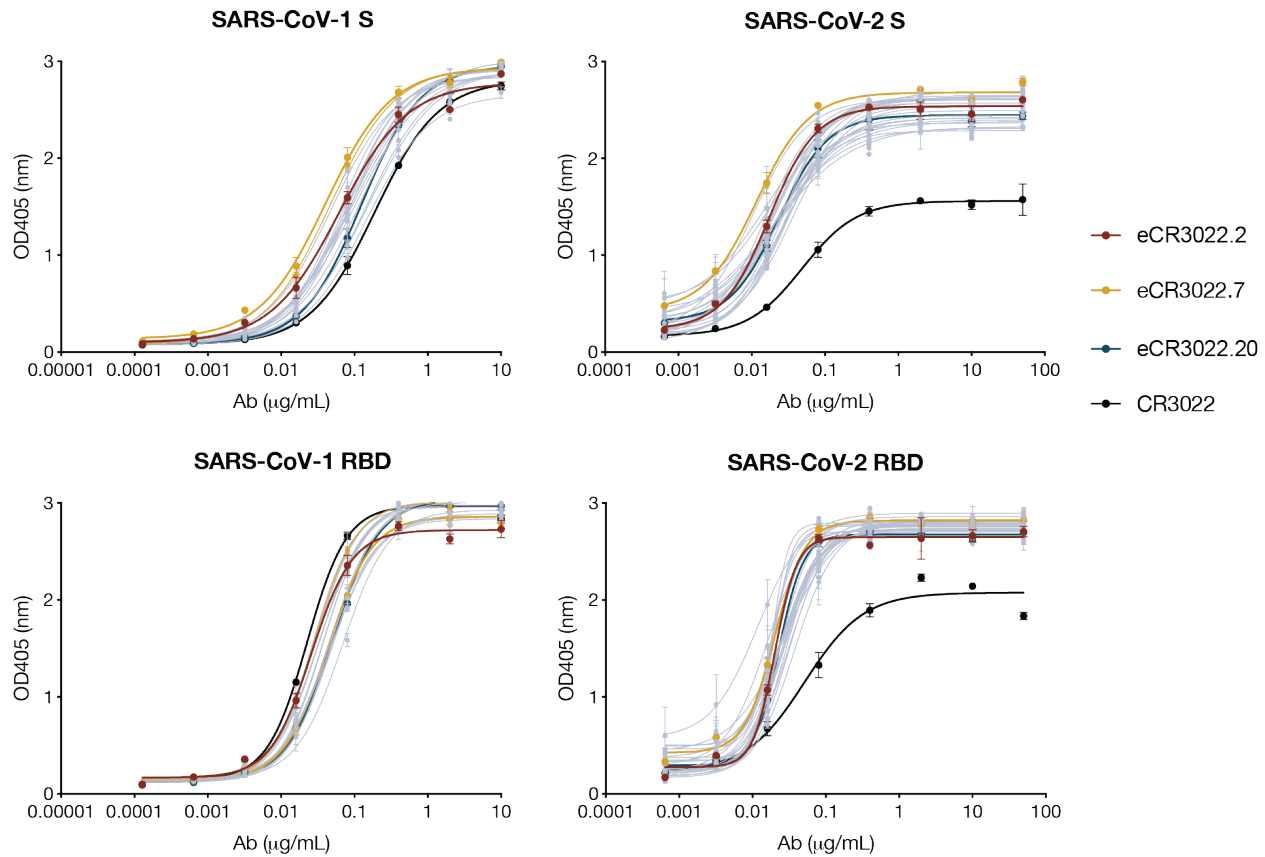 SARS-CoV-1 S
3
2
1
0
OD405 (nm)
0.00001 0.0001 0.001 0.01 0.1 1 10
Ab (μg/mL)
SARS-CoV-2 S
3
2
1
0
OD405 (nm)
0.0001 0.001 0.01 0.1 1 10 100
Ab (μg/mL)
eCR3022.2
eCR3022.7
eCR3022.20
CR3022
SARS-CoV-1 RBD
3
2
1
0
OD405 (nm)
0.00001 0.0001 0.001 0.01 0.1 1 10
Ab (μg/mL)
SARS-CoV-2 RBD
3
2
1
0
OD405 (nm)
0.0001 0.001 0.01 0.1 1 10 100
Ab (μg/mL)